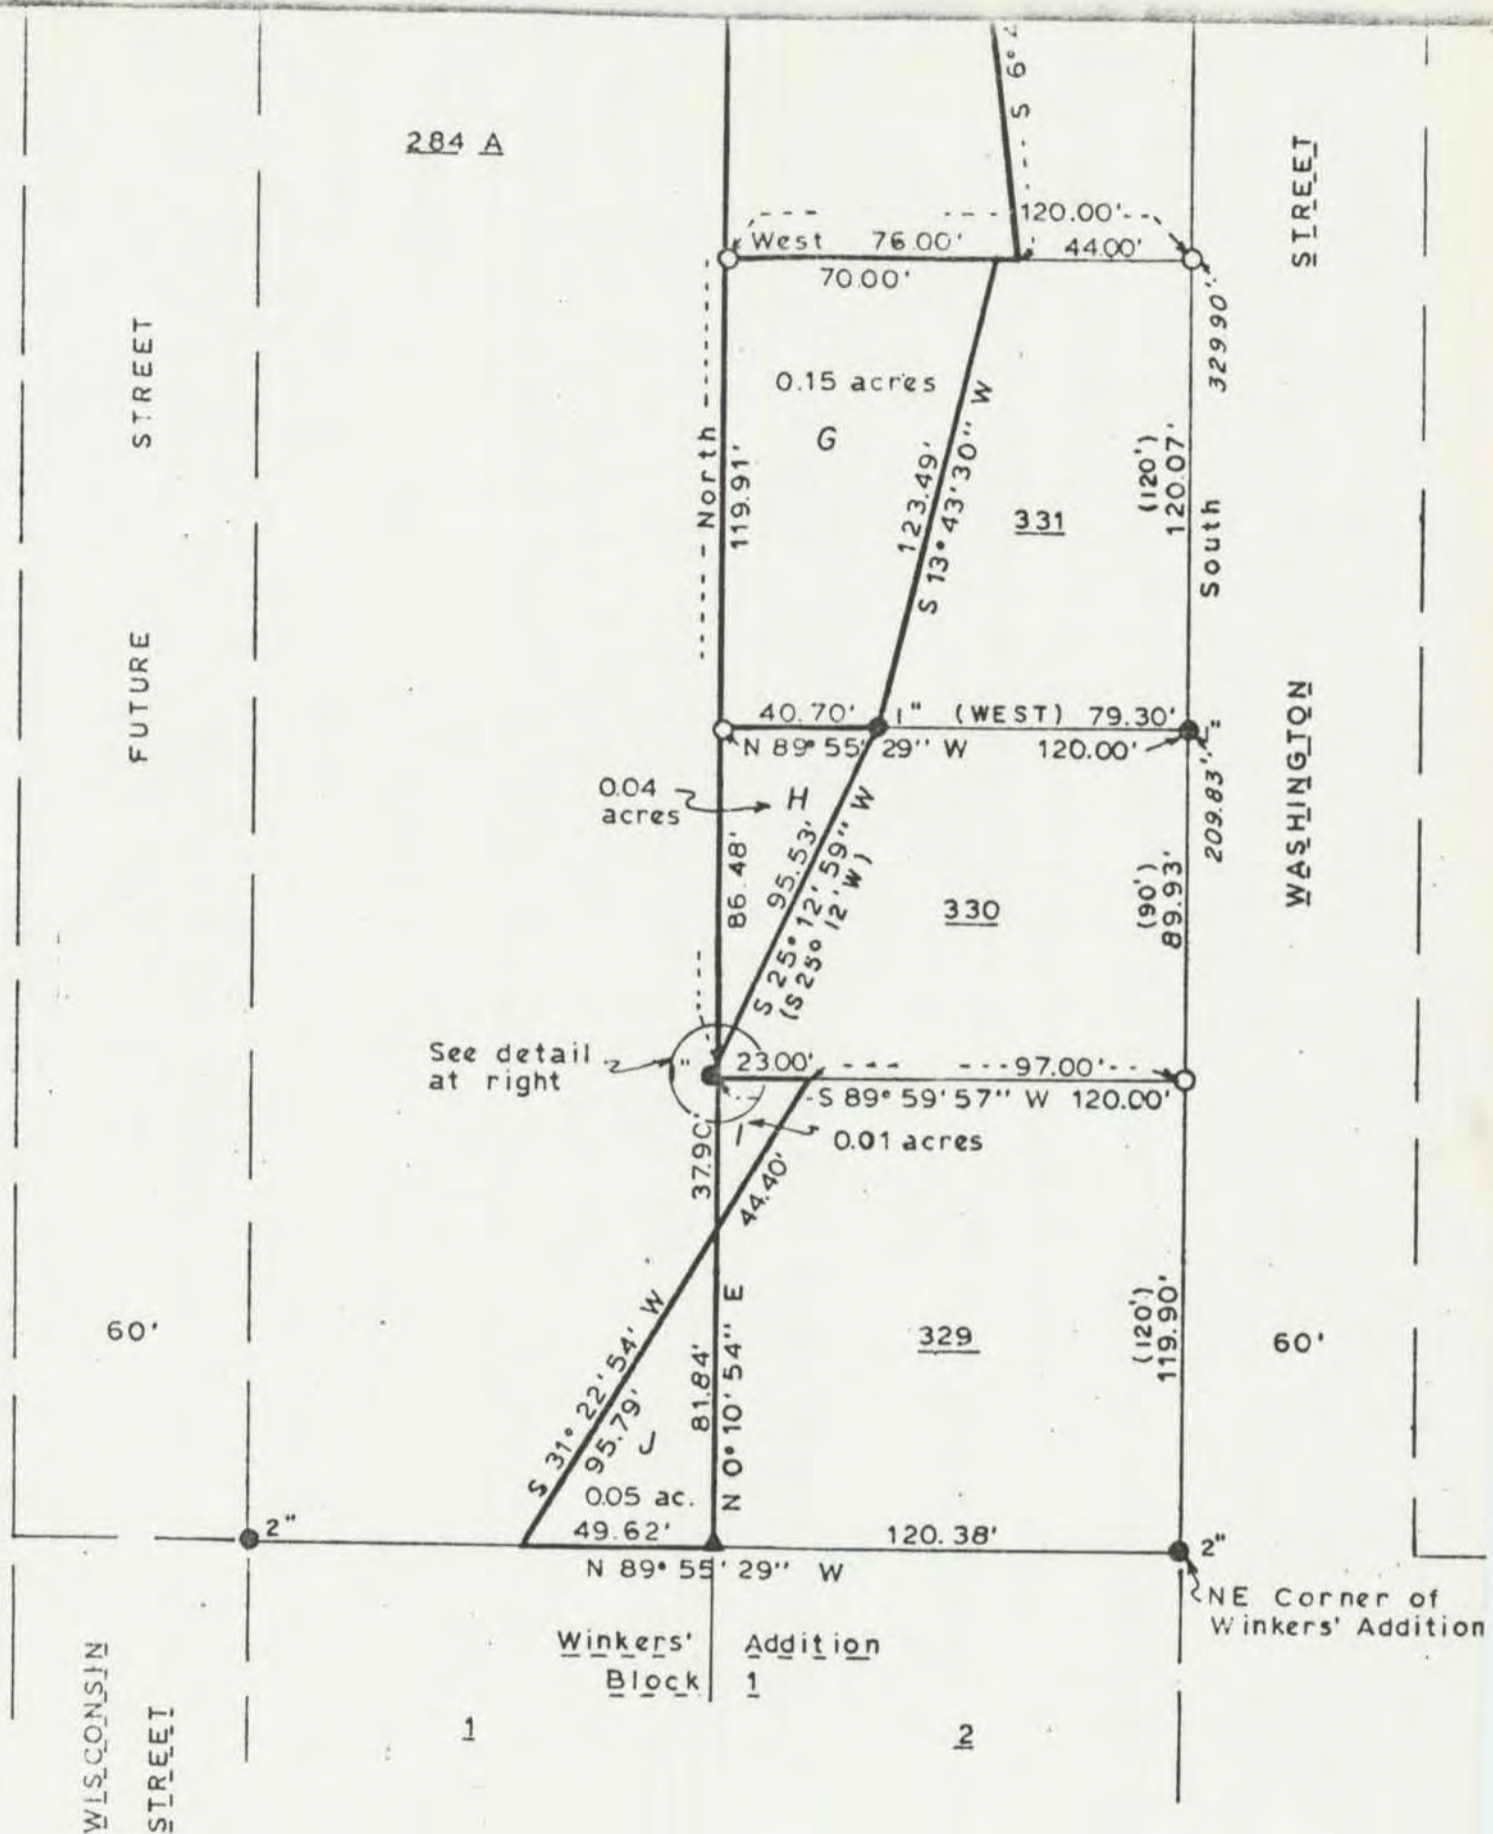 284 A
S 6° 4
STREET
120.00'
West 76.00' 44.00'
70.00'
329.90'
STREET
FUTURE
0.15 acres
G
North
119.91'
123.49'
S 13° 43' 30" W
331
(120')
120.07'
South
40.70' 1" (WEST) 79.30' 1"
N 89° 55' 29" W 120.00'
WASHINGTON
209.83'
0.04
acres
H
86.48'
95.53'
S 25° 12' 59" W
(S 25° 12' W)
330
(90')
89.93'
See detail
at right
1"
23.00' 97.00'
S 89° 59' 57" W 120.00'
I
0.01 acres
37.90'
44.40'
60'
S 31° 22' 54' W
95.79'
J
81.84'
N 0° 10' 54" E
329
(120')
119.90'
60'
0.05 ac.
2" 49.62' 120.38' 2"
N 89° 55' 29" W
NE Corner of
Winkers' Addition
Winkers' Addition
Block 1
WISCONSIN
STREET
1 2